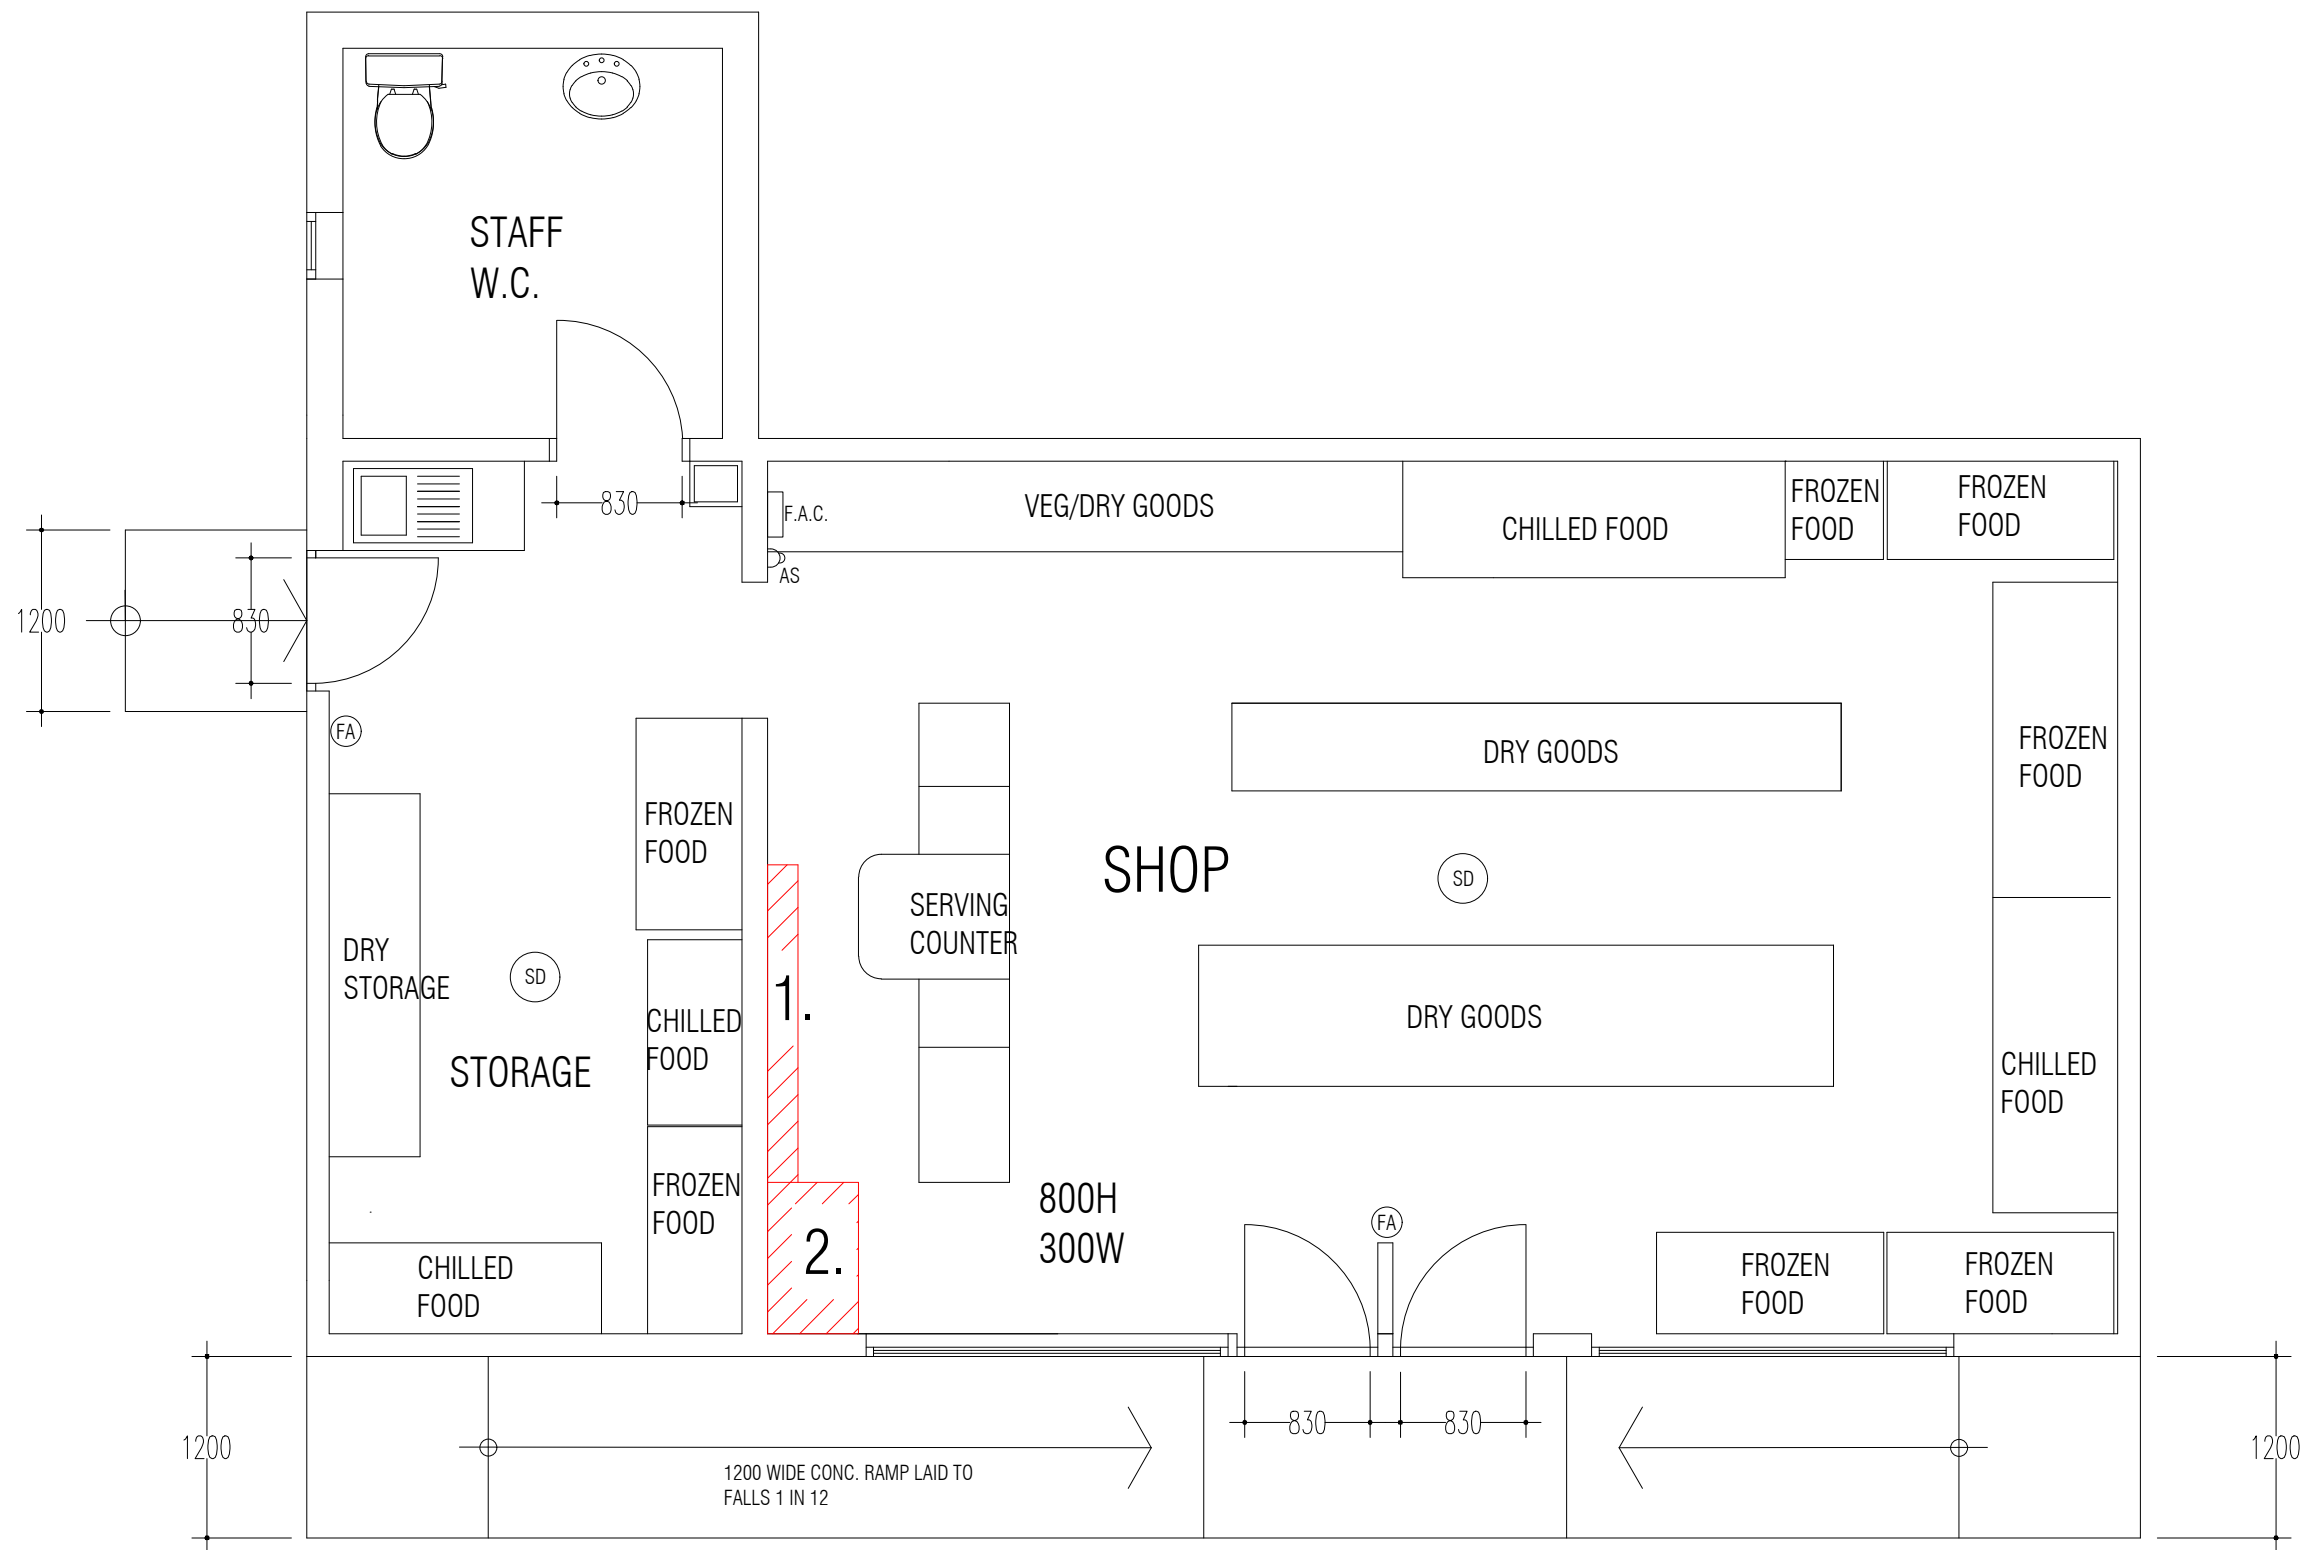 STAFF
W.C.
830
F.A.C.
AS
VEG/DRY GOODS
CHILLED FOOD
FROZEN
FOOD
FROZEN
FOOD
1200
830
FA
FROZEN
FOOD
DRY
STORAGE
SD
CHILLED
FOOD
STORAGE
FROZEN
FOOD
CHILLED
FOOD
1.
2.
SERVING
COUNTER
SHOP
DRY GOODS
SD
DRY GOODS
FROZEN
FOOD
CHILLED
FOOD
800H
300W
FA
FROZEN
FOOD
FROZEN
FOOD
830
830
1200
1200
1200 WIDE CONC. RAMP LAID TO
FALLS 1 IN 12